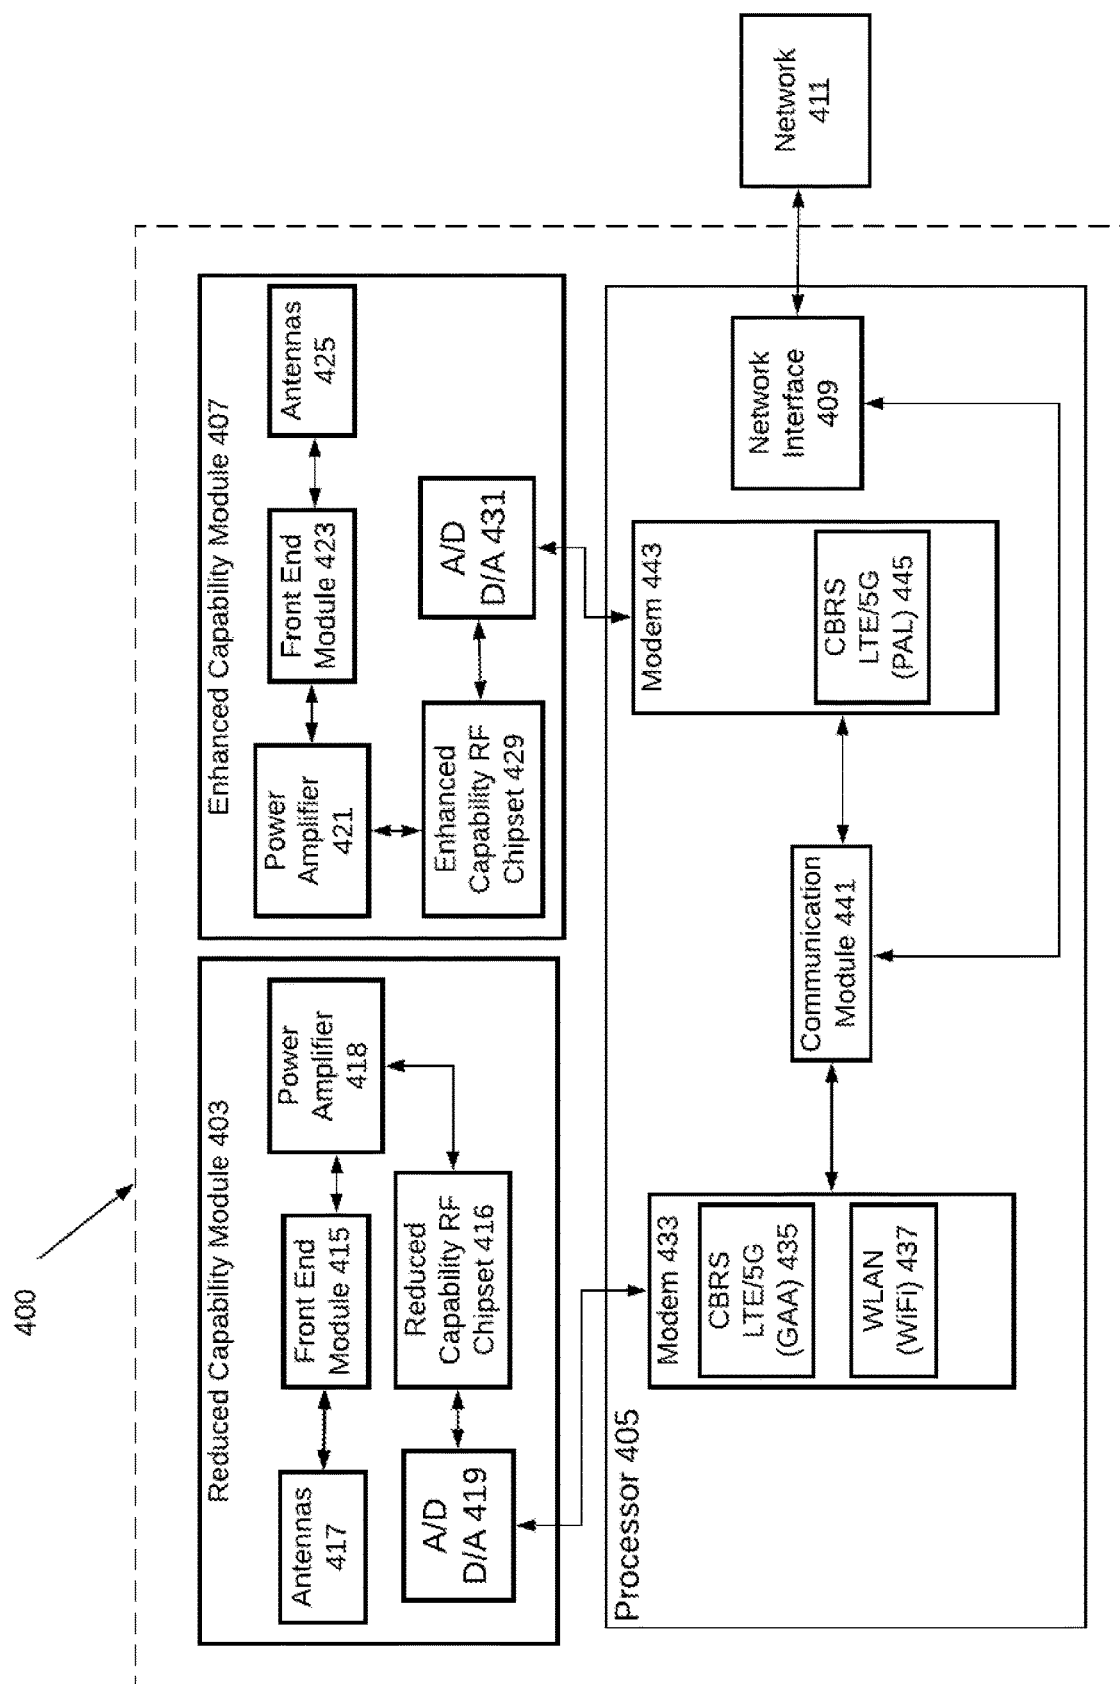 400
Reduced Capability Module 403
Antennas
417
Front End
Module 415
Power
Amplifier
418
A/D
D/A 419
Reduced
Capability RF
Chipset 416
Enhanced Capability Module 407
Power
Amplifier
421
Front End
Module 423
Antennas
425
Enhanced
Capability RF
Chipset 429
A/D
D/A 431
Processor 405
Modem 433
CBRS
LTE/5G
(GAA) 435
WLAN
(WiFi) 437
Communication
Module 441
Modem 443
CBRS
LTE/5G
(PAL) 445
Network
Interface
409
Network
411